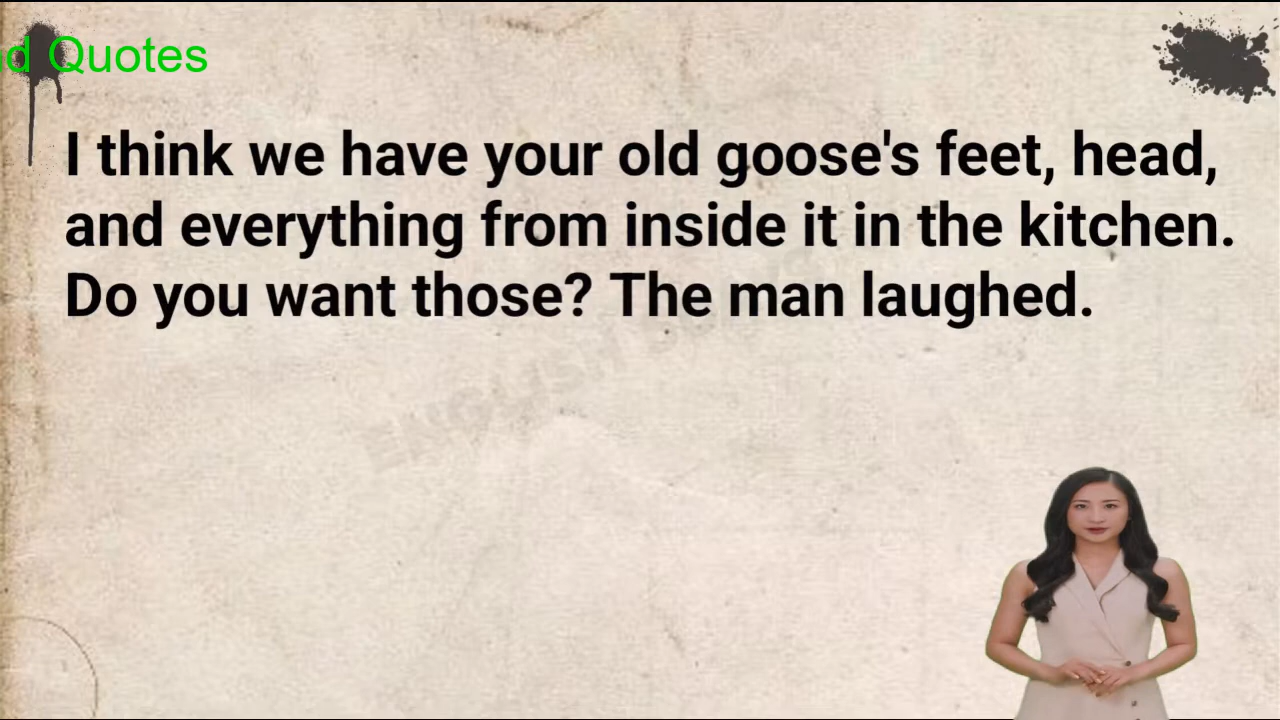 Quotes
I think we have your old goose's feet, head,
and everything from inside it in the kitchen.
Do you want those? The man laughed.
ENGLISH